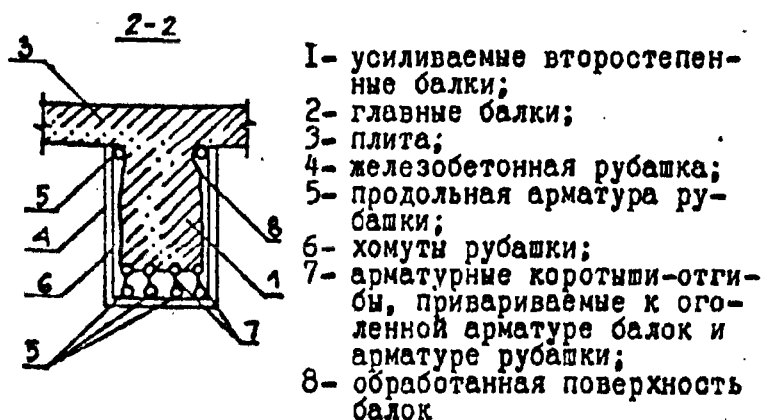 2-2
3
5
4
6
5
8
1
7
I- усиливаемые второстепен-
ные балки;
2- главные балки;
3- плита;
4- железобетонная рубашка;
5- продольная арматура ру-
башки;
6- хомуты рубашки;
7- арматурные коротыши-отги-
бы, привариваемые к ого-
ленной арматуре балок и
арматуре рубашки;
8- обработанная поверхность
балок